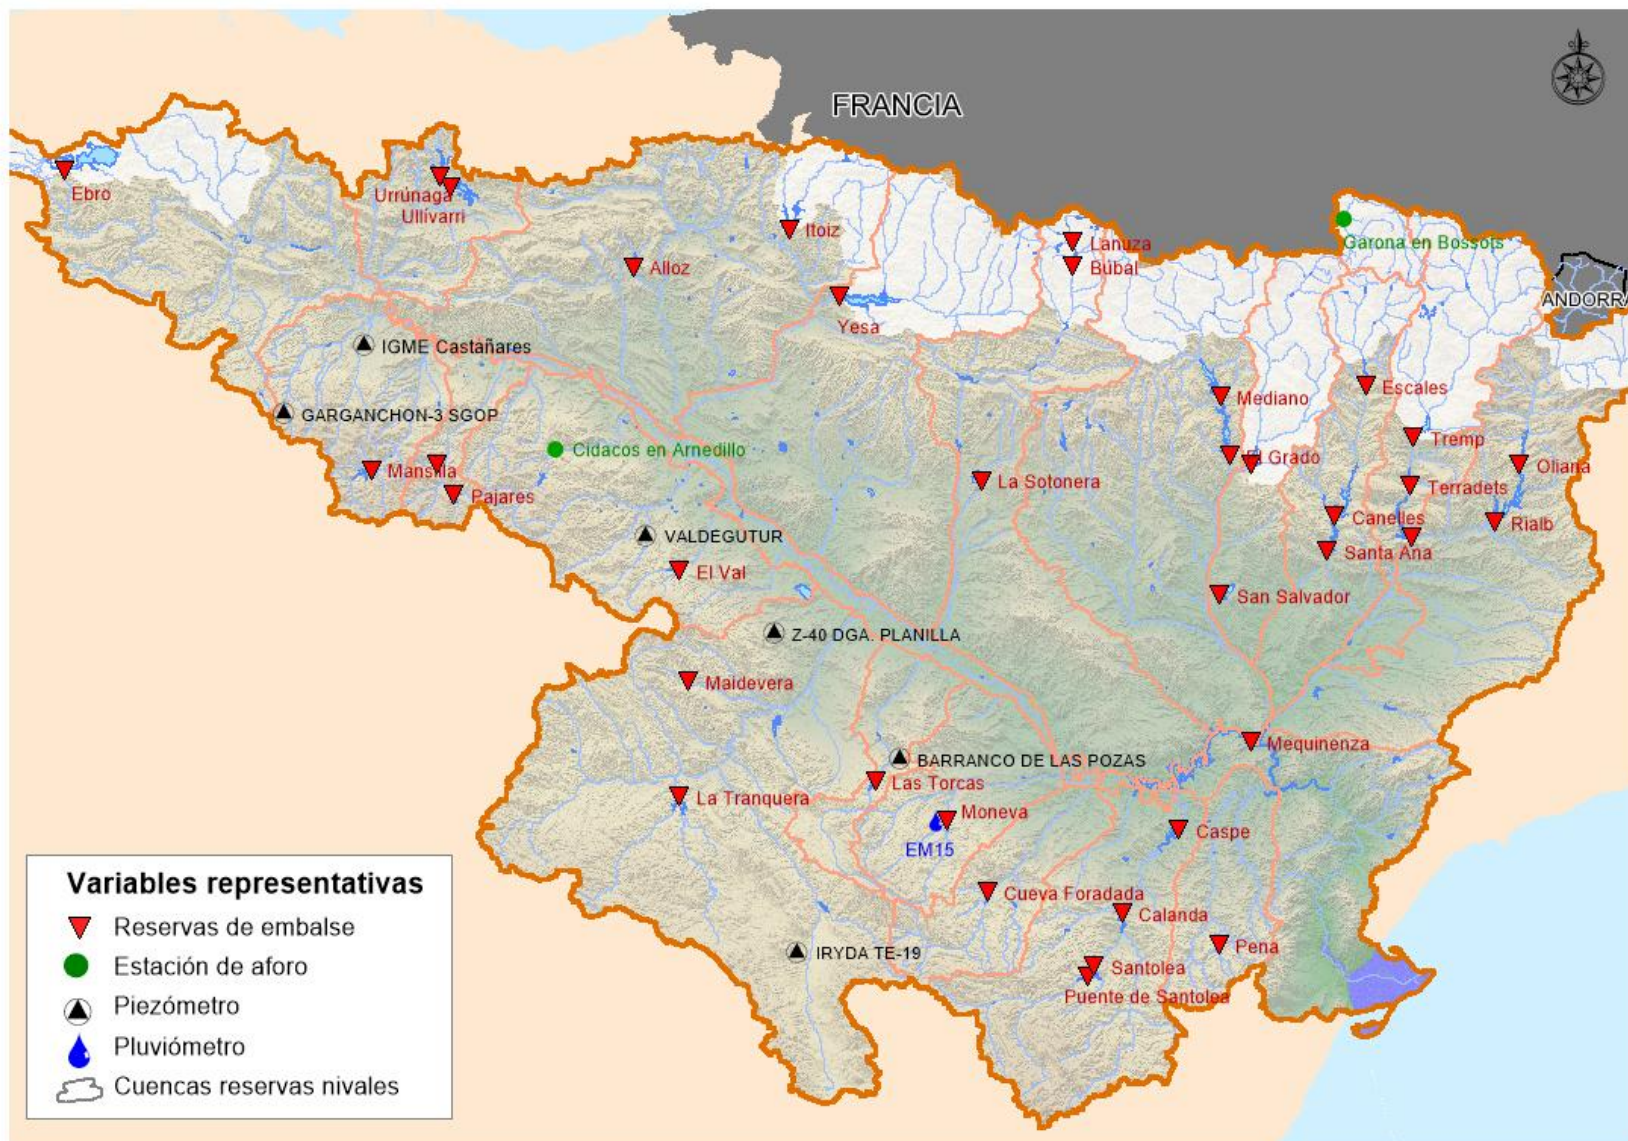 FRANCIA
Ebro
Urrúnaga
Ullívarri
Itoiz
Lanuza
Garona en Bossots
Búbal
Alloz
Yesa
ANDORRA
IGME Castañares
Escales
Mediano
GARGANCHON-3 SGOP
Tremp
Cidacos en Arnedillo
El Grado
Oliana
Mansilla
La Sotonera
Terradets
Pajares
Canelles
Rialb
VALDEGUTUR
Santa Ana
El Val
San Salvador
Z-40 DGA. PLANILLA
Maidevera
Mequinenza
BARRANCO DE LAS POZAS
Las Torcas
La Tranquera
Moneva
Caspe
EM15
Cueva Foradada
Calanda
Pena
IRYDA TE-19
Santolea
Puente de Santolea
Variables representativas
Reservas de embalse
Estación de aforo
Piezómetro
Pluviómetro
Cuencas reservas nivales